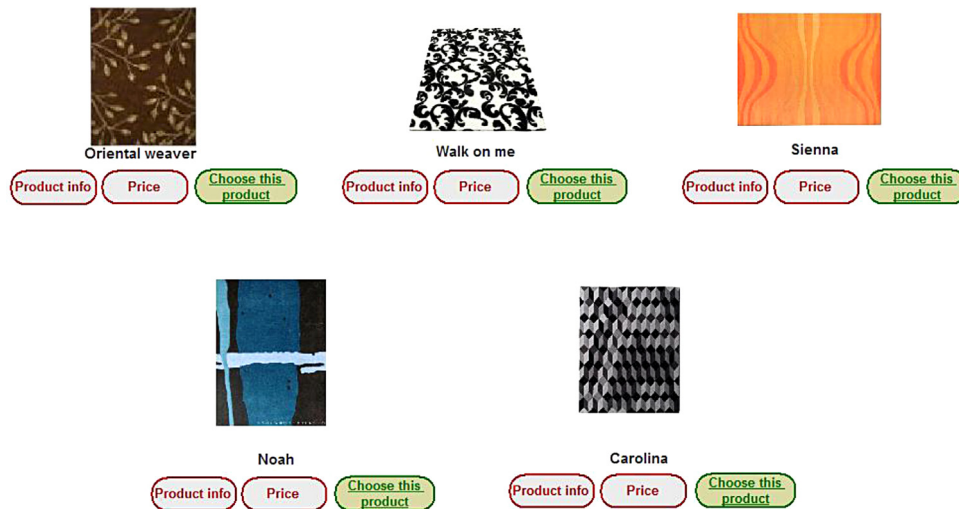 Oriental weaver
Walk on me
Sienna
Product info
Price
Choose this
product
Product info
Price
Choose this
product
Product info
Price
Choose this
product
Noah
Carolina
Product info
Price
Choose this
product
Product info
Price
Choose this
product